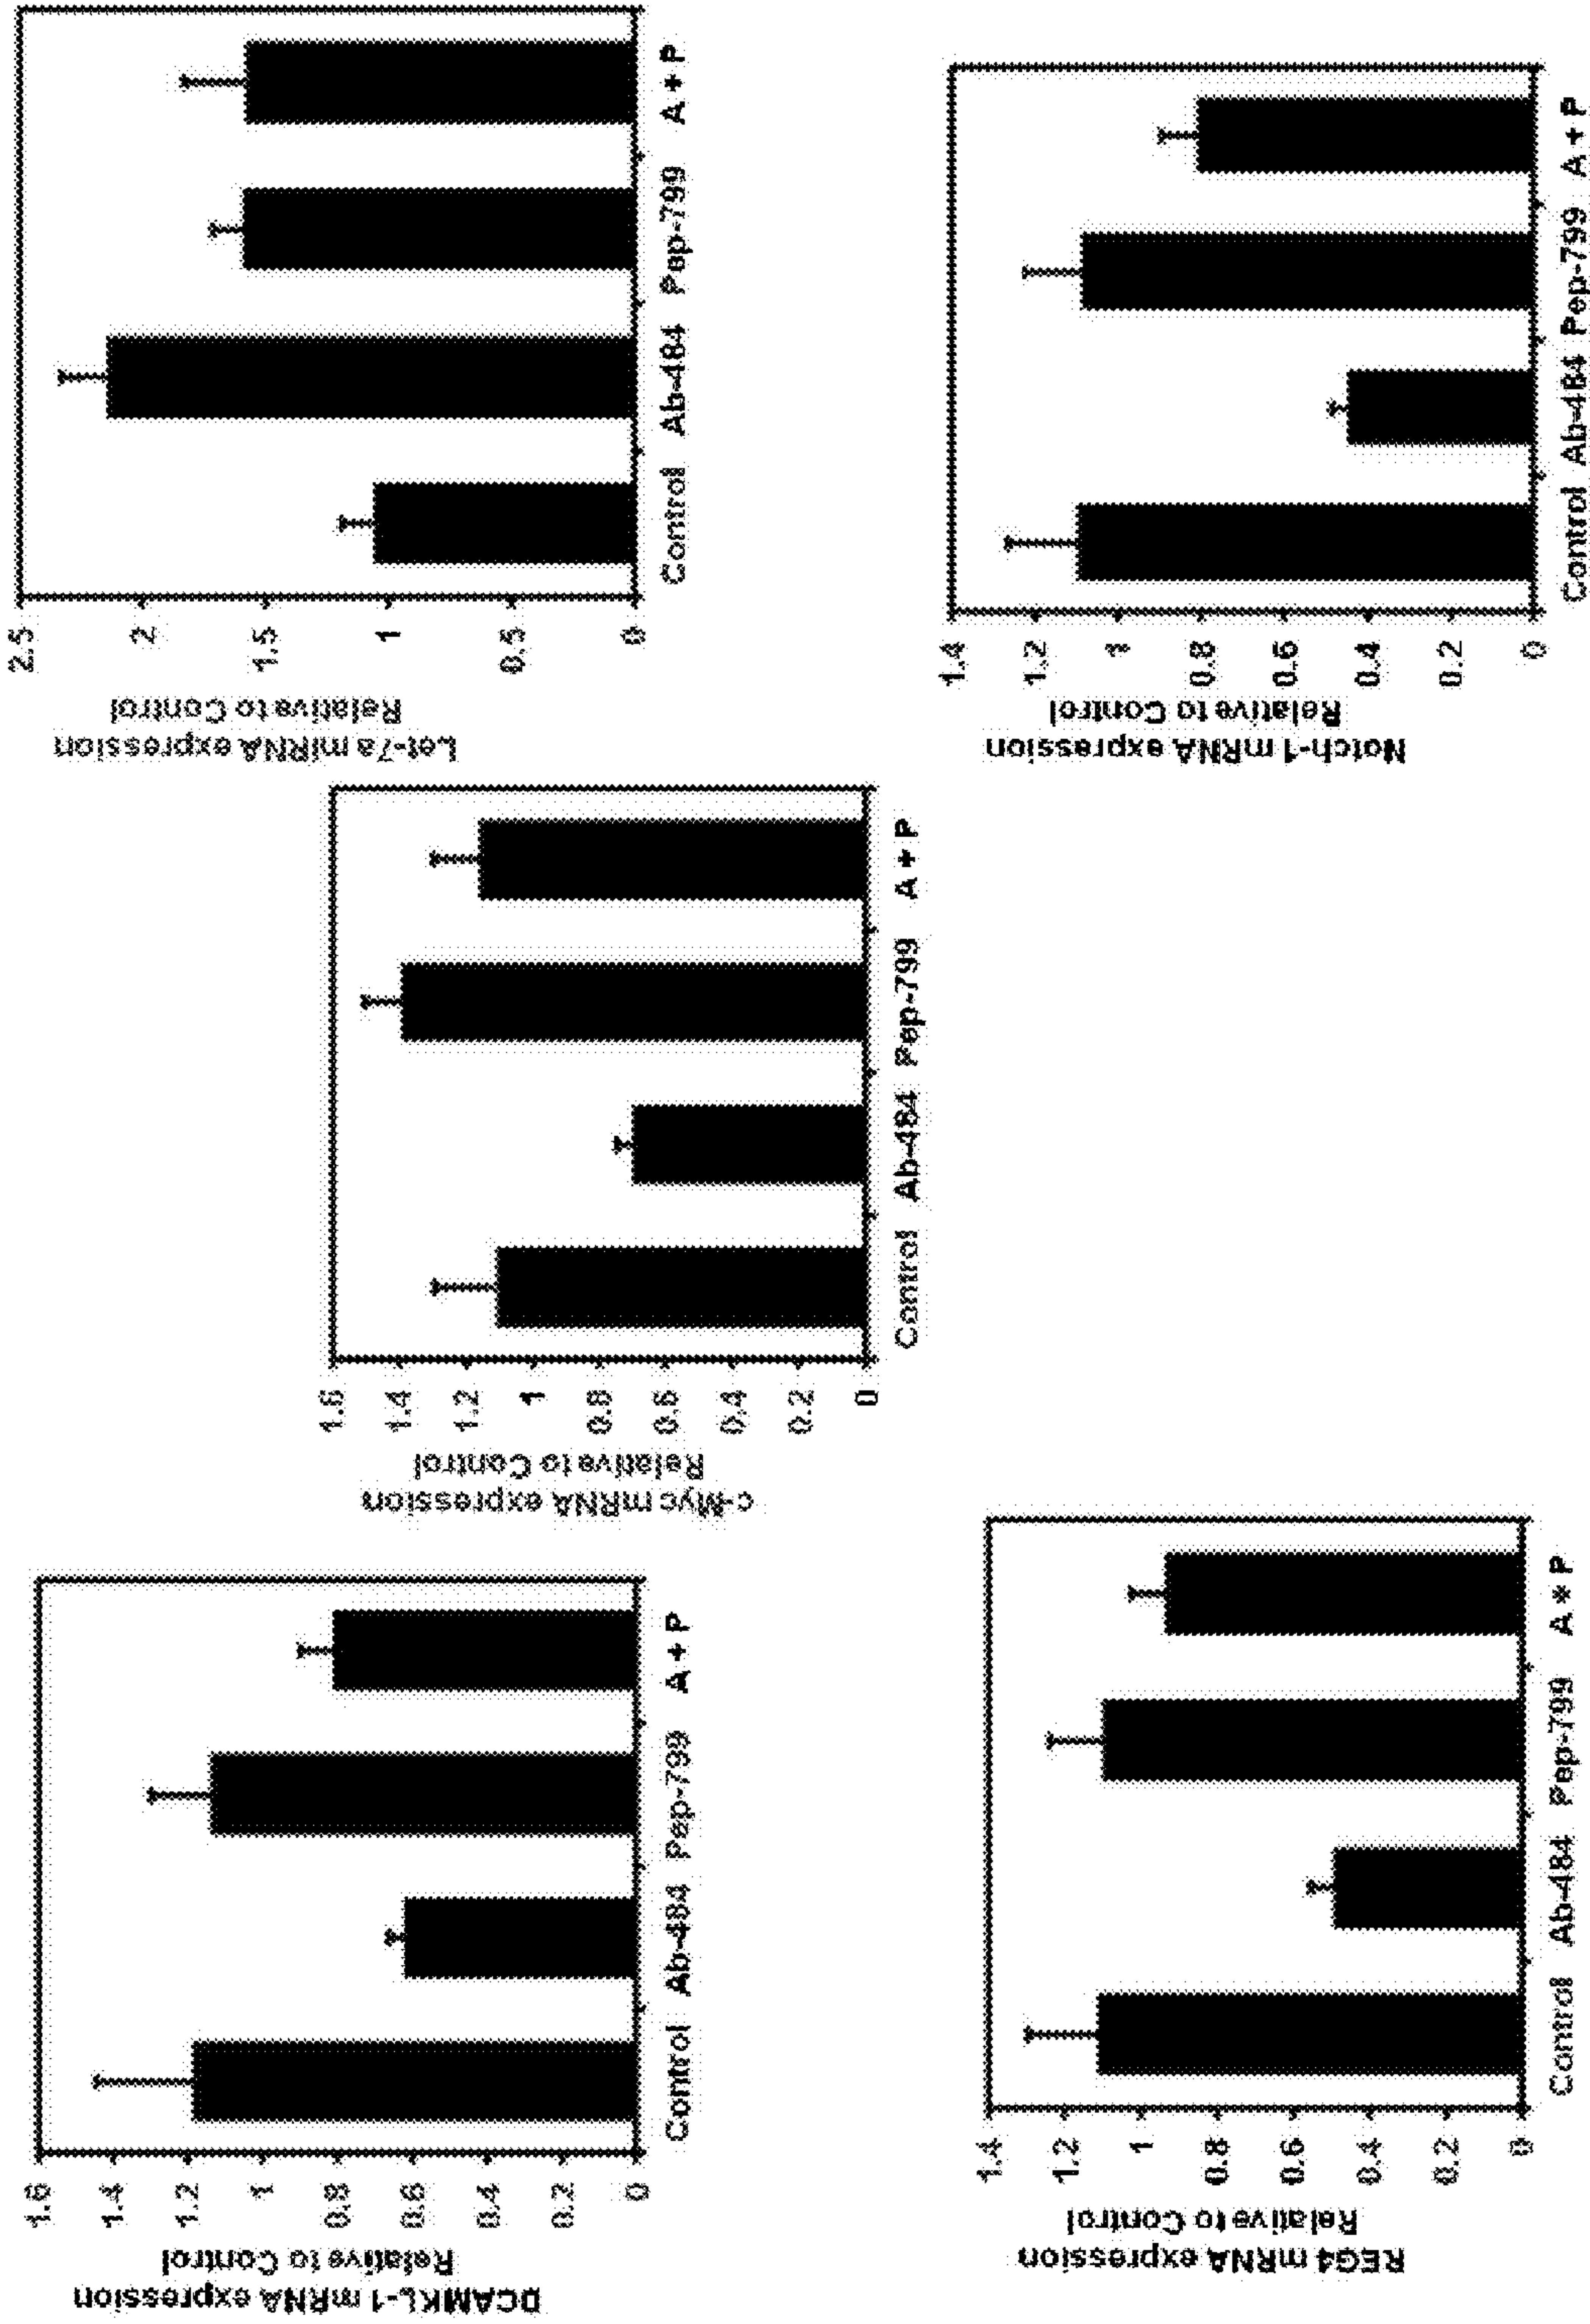 DCAMKL-1 mRNA expression
Relative to Control
1.6
1.4
1.2
1
0.8
0.6
0.4
0.2
0
Control Ab-484 Pep-799 A + P
c-Myc mRNA expression
Relative to Control
1.6
1.4
1.2
1
0.8
0.6
0.4
0.2
0
Control Ab-484 Pep-799 A + P
Let-7a miRNA expression
Relative to Control
2.5
2
1.5
1
0.5
0
Control Ab-484 Pep-799 A + P
REG4 mRNA expression
Relative to Control
1.4
1.2
1
0.8
0.6
0.4
0.2
0
Control Ab-484 Pep-799 A * P
Notch-1 mRNA expression
Relative to Control
1.4
1.2
1
0.8
0.6
0.4
0.2
0
Control Ab-484 Pep-799 A + P